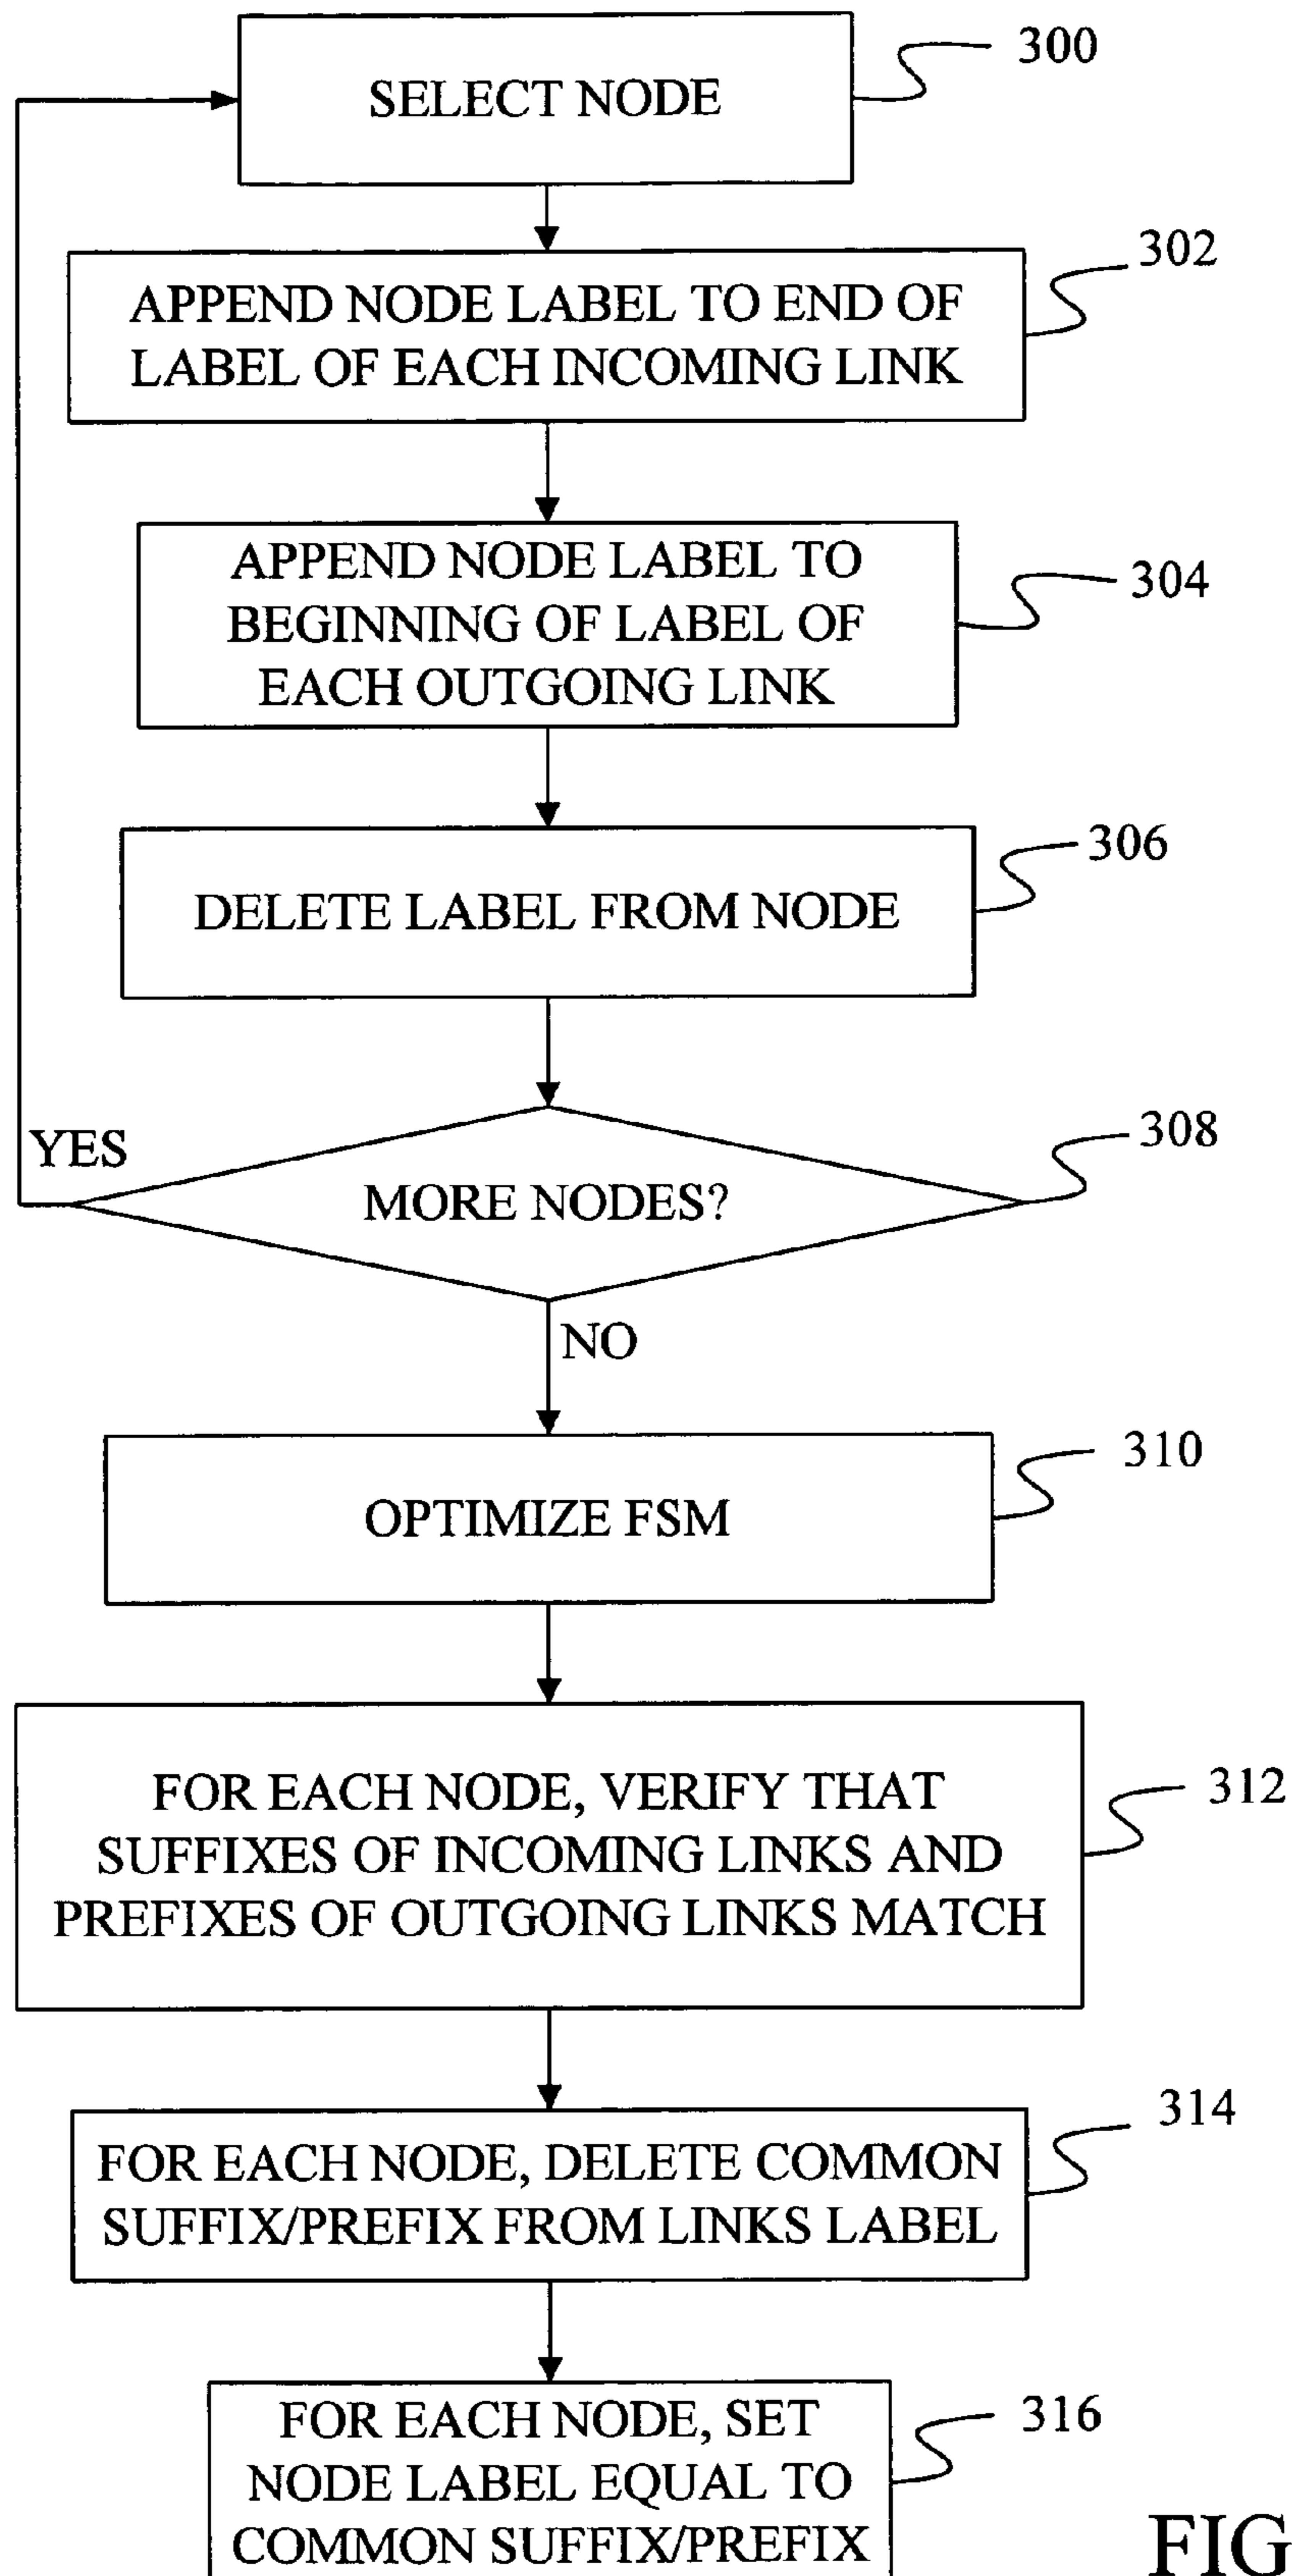 SELECT NODE
300
APPEND NODE LABEL TO END OF
LABEL OF EACH INCOMING LINK
302
APPEND NODE LABEL TO
BEGINNING OF LABEL OF
EACH OUTGOING LINK
304
DELETE LABEL FROM NODE
306
YES
MORE NODES?
308
NO
OPTIMIZE FSM
310
FOR EACH NODE, VERIFY THAT
SUFFIXES OF INCOMING LINKS AND
PREFIXES OF OUTGOING LINKS MATCH
312
FOR EACH NODE, DELETE COMMON
SUFFIX/PREFIX FROM LINKS LABEL
314
FOR EACH NODE, SET
NODE LABEL EQUAL TO
COMMON SUFFIX/PREFIX
316
FIG